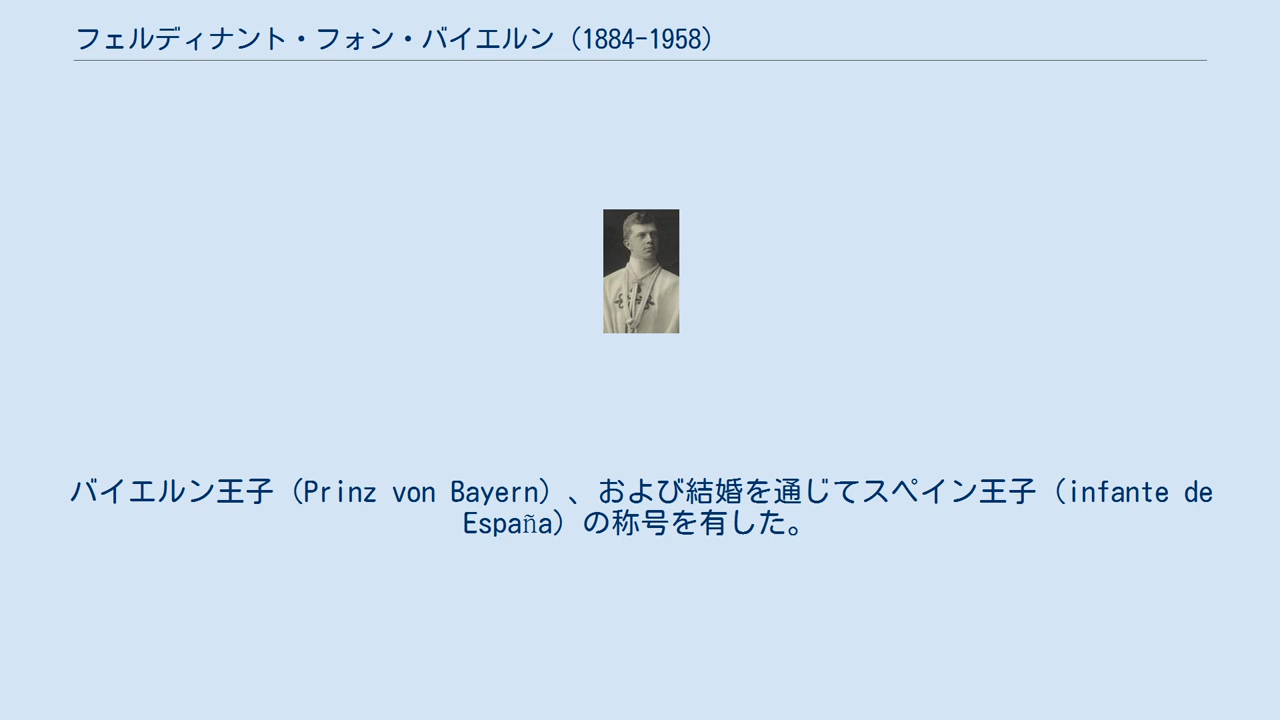 フェルディナント・フォン・バイエルン（1884-1958）
バイエルン王子（Prinz von Bayern）、および結婚を通じてスペイン王子（infante de
España）の称号を有した。